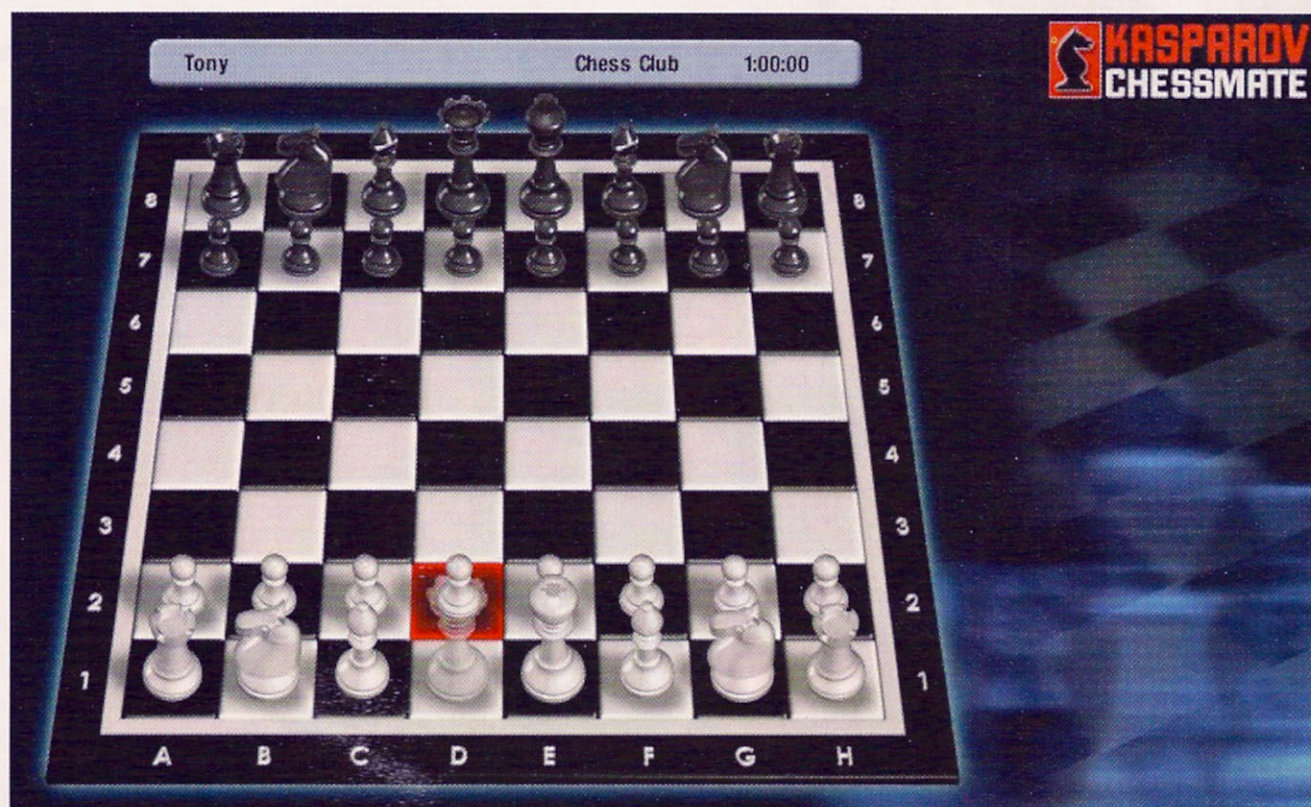 Tony Chess Club 1:00:00
KASPAROV
CHESSMATE
8 8
7 7
6 6
5 5
4 4
3 3
2 2
1 1
A B C D E F G H